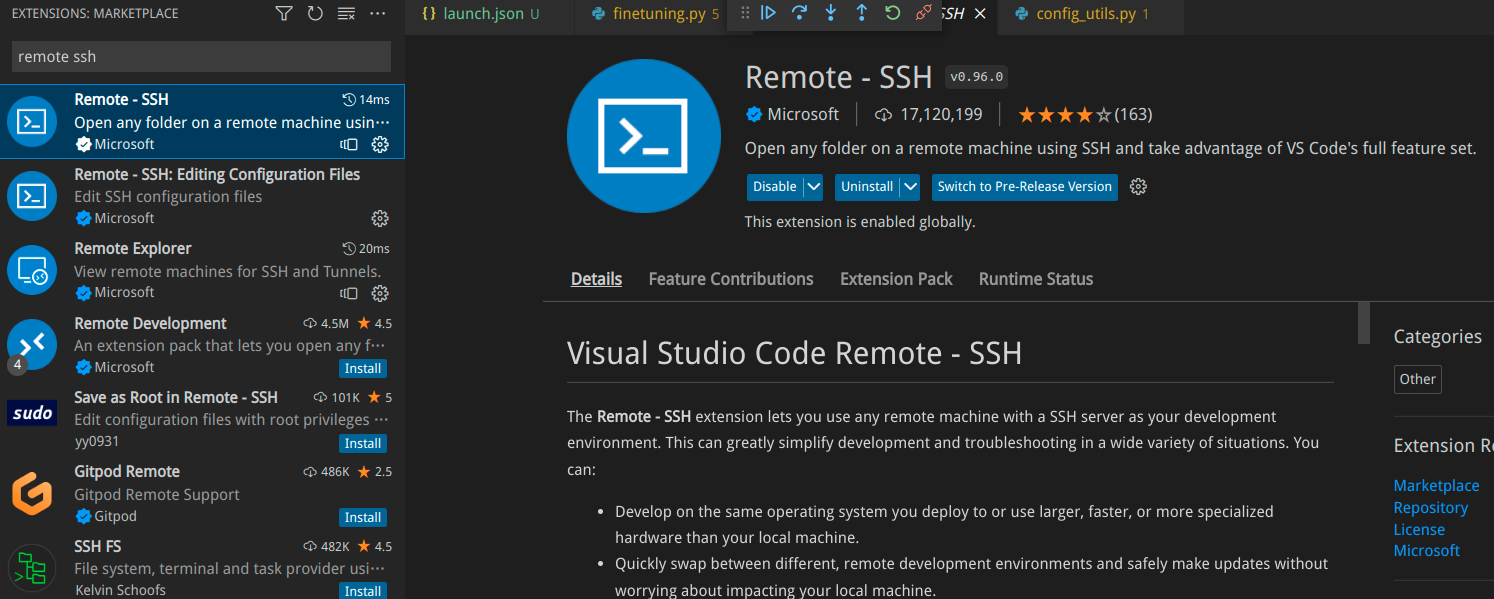 EXTENSIONS: MARKETPLACE
remote ssh
Remote - SSH 14ms
Open any folder on a remote machine usin···
Microsoft
Remote - SSH: Editing Configuration Files
Edit SSH configuration files
Microsoft
Remote Explorer 20ms
View remote machines for SSH and Tunnels.
Microsoft
Remote Development 4.5M 4.5
An extension pack that lets you open any f···
4
Microsoft Install
Save as Root in Remote - SSH 101K 5
sudo
Edit configuration files with root privileges ···
yy0931 Install
Gitpod Remote 486K 2.5
Gitpod Remote Support
Gitpod Install
SSH FS 482K 4.5
File system, terminal and task provider usi···
Kelvin Schoofs Install
{} launch.json U finetuning.py 5 SSH config_utils.py 1
Remote - SSH v0.96.0
Microsoft 17,120,199 (163)
Open any folder on a remote machine using SSH and take advantage of VS Code's full feature set.
Disable Uninstall Switch to Pre-Release Version
This extension is enabled globally.
Details Feature Contributions Extension Pack Runtime Status
Visual Studio Code Remote - SSH
The Remote - SSH extension lets you use any remote machine with a SSH server as your development
environment. This can greatly simplify development and troubleshooting in a wide variety of situations. You
can:
• Develop on the same operating system you deploy to or use larger, faster, or more specialized
hardware than your local machine.
• Quickly swap between different, remote development environments and safely make updates without
worrying about impacting your local machine.
Categories
Other
Extension Re
Marketplace
Repository
License
Microsoft